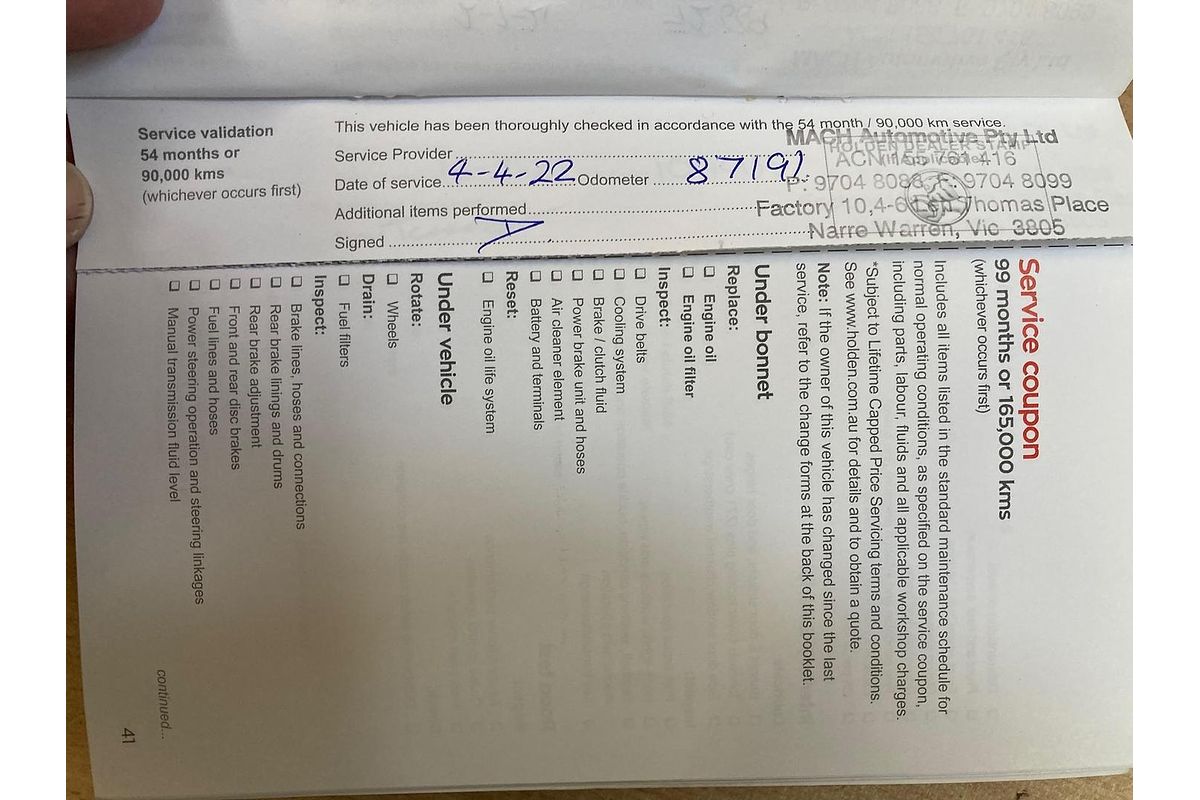 Service validation
54 months or
90,000 kms
(whichever occurs first)
This vehicle has been thoroughly checked in accordance with the 54 month / 90,000 km service.
Service Provider
Date of service 4-4-22 Odometer 87191
Additional items performed
Signed
MACH Automotive Pty Ltd
HOLDEN DEALER STAMP
ACN 155 761 416
P: 9704 8088 F: 9704 8099
Factory 10,4-6 Len Thomas Place
Narre Warren, Vic 3805
Service coupon
99 months or 165,000 kms
(whichever occurs first)
Includes all items listed in the standard maintenance schedule for
normal operating conditions, as specified on the service coupon,
including parts, labour, fluids and all applicable workshop charges.
*Subject to Lifetime Capped Price Servicing terms and conditions.
See www.holden.com.au for details and to obtain a quote.
Note: If the owner of this vehicle has changed since the last
service, refer to the change forms at the back of this booklet.
Under bonnet
Replace:
Engine oil
Engine oil filter
Inspect:
Drive belts
Cooling system
Brake / clutch fluid
Power brake unit and hoses
Air cleaner element
Battery and terminals
Reset:
Engine oil life system
Under vehicle
Rotate:
Wheels
Drain:
Fuel filters
Inspect:
Brake lines, hoses and connections
Rear brake linings and drums
Rear brake adjustment
Front and rear disc brakes
Fuel lines and hoses
Power steering operation and steering linkages
Manual transmission fluid level
continued...
41